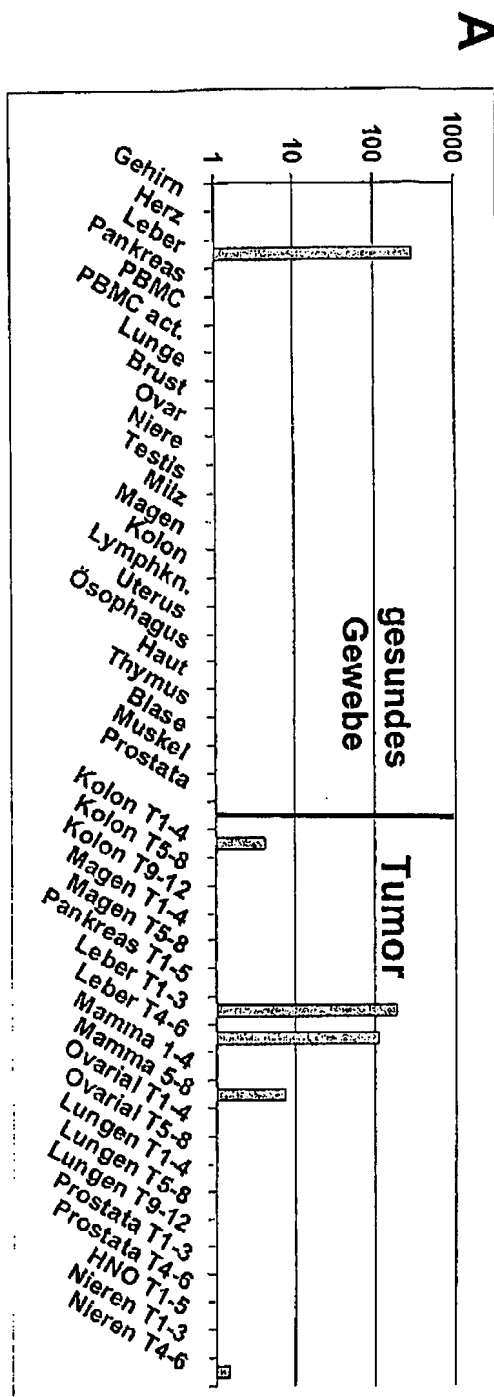 A
1000
100
10
1
gesundes
Gewebe
Tumor
Gehirn
Herz
Leber
Pankreas
PBMC
PBMC act.
Lunge
Brust
Ovar
Niere
Testis
Milz
Magen
Kolon
Lymphkn.
Uterus
Ösophagus
Haut
Thymus
Blase
Muskel
Prostata
Kolon T1-4
Kolon T5-8
Kolon T9-12
Magen T1-4
Magen T5-8
Pankreas T1-5
Leber T1-3
Leber T4-6
Mamma 1-4
Mamma 5-8
Ovarial T1-4
Ovarial T5-8
Lungen T1-4
Lungen T5-8
Lungen T9-12
Prostata T1-3
Prostata T4-6
HNO T1-5
Nieren T1-3
Nieren T4-6